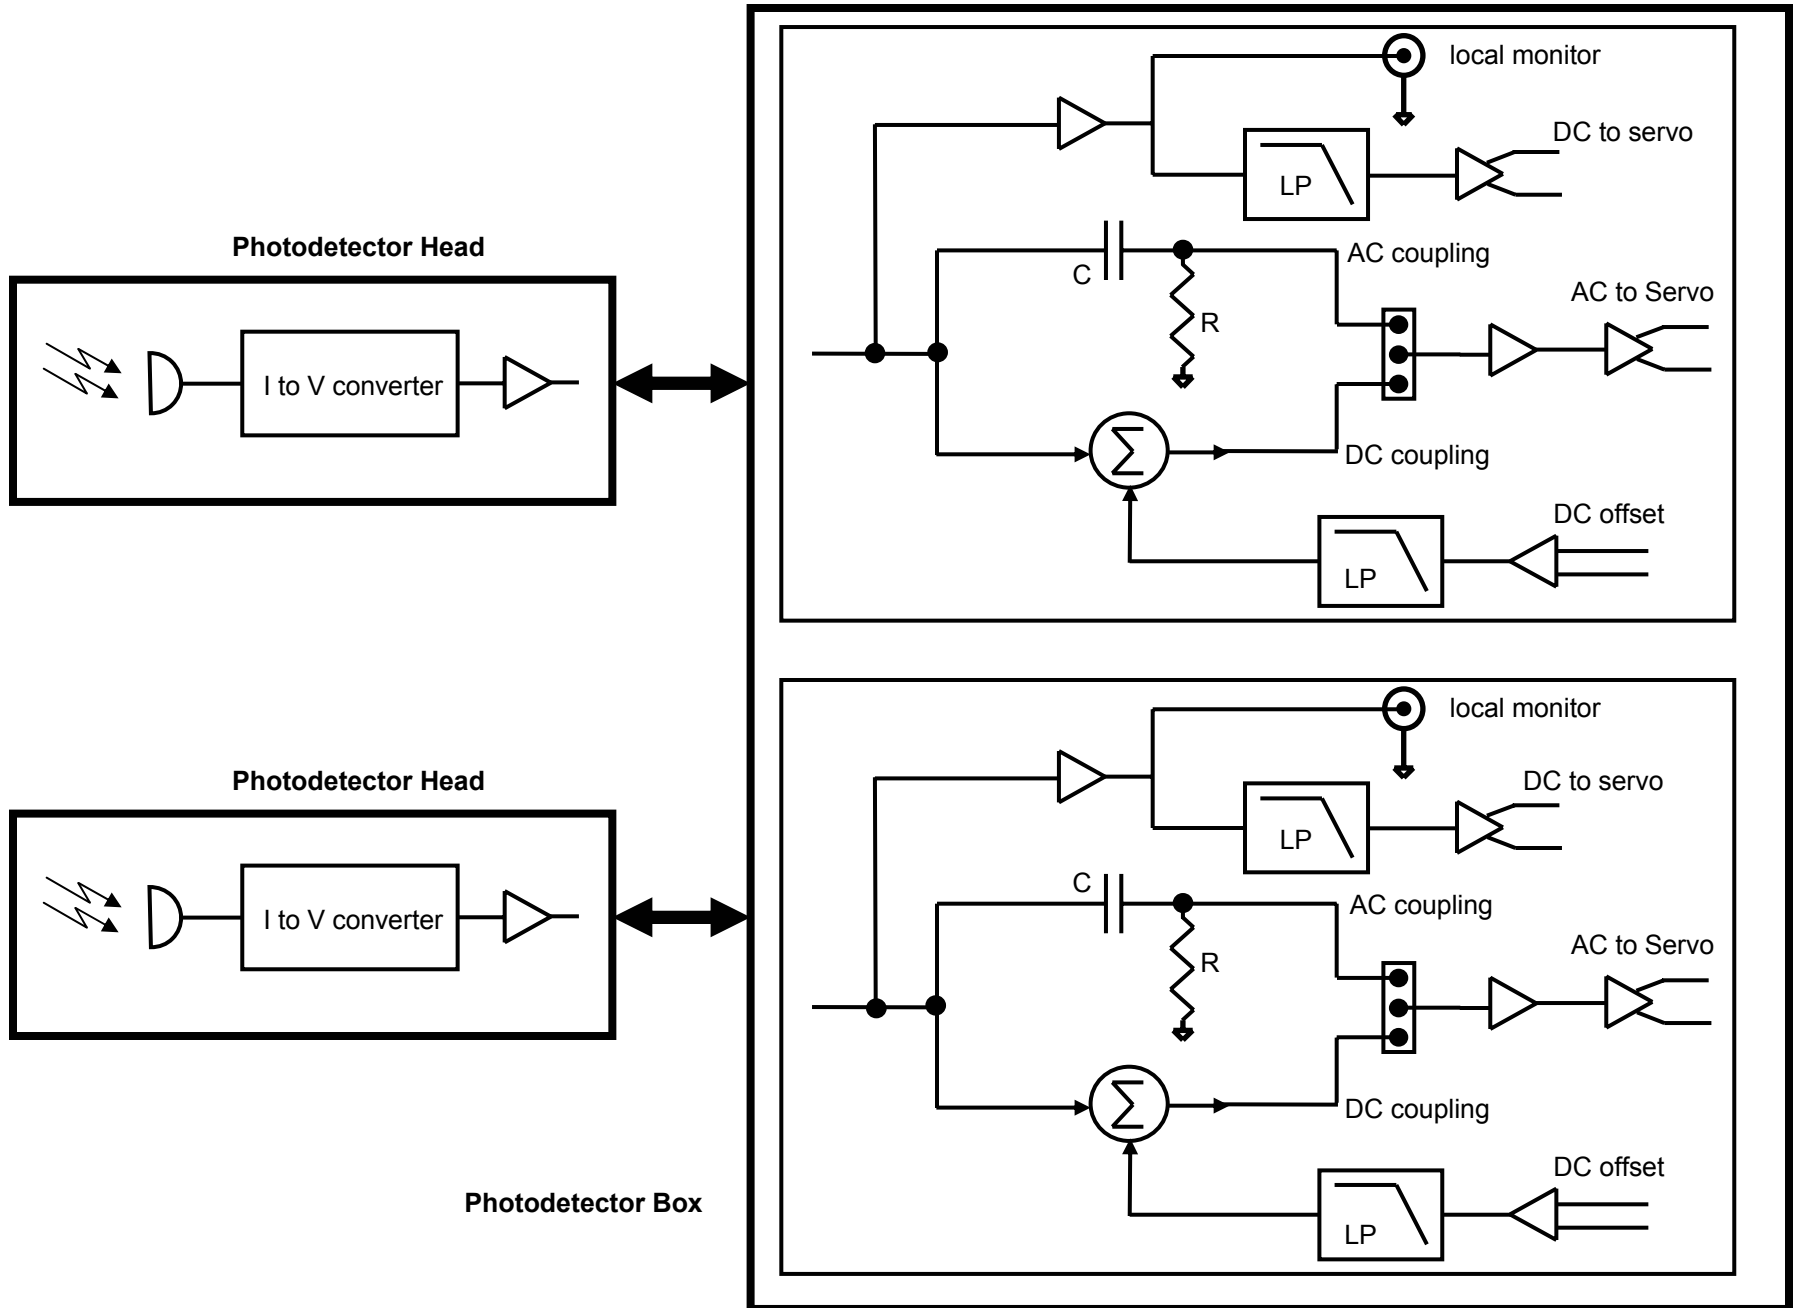 local monitor
DC to servo
LP
Photodetector Head
AC coupling
C
AC to Servo
R
I to V converter
Σ
DC coupling
DC offset
LP
local monitor
Photodetector Head
DC to servo
LP
C
AC coupling
I to V converter
AC to Servo
R
Σ
DC coupling
DC offset
Photodetector Box
LP